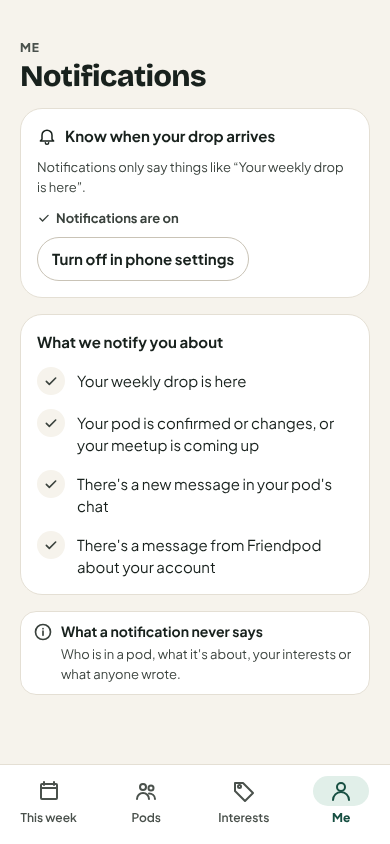 ME
Notifications
Know when your drop arrives
Notifications only say things like “Your weekly drop
is here”.
Notifications are on
Turn off in phone settings
What we notify you about
Your weekly drop is here
Your pod is confirmed or changes, or
your meetup is coming up
There's a new message in your pod's
chat
There's a message from Friendpod
about your account
What a notification never says
Who is in a pod, what it's about, your interests or
what anyone wrote.
This week
Pods
Interests
Me